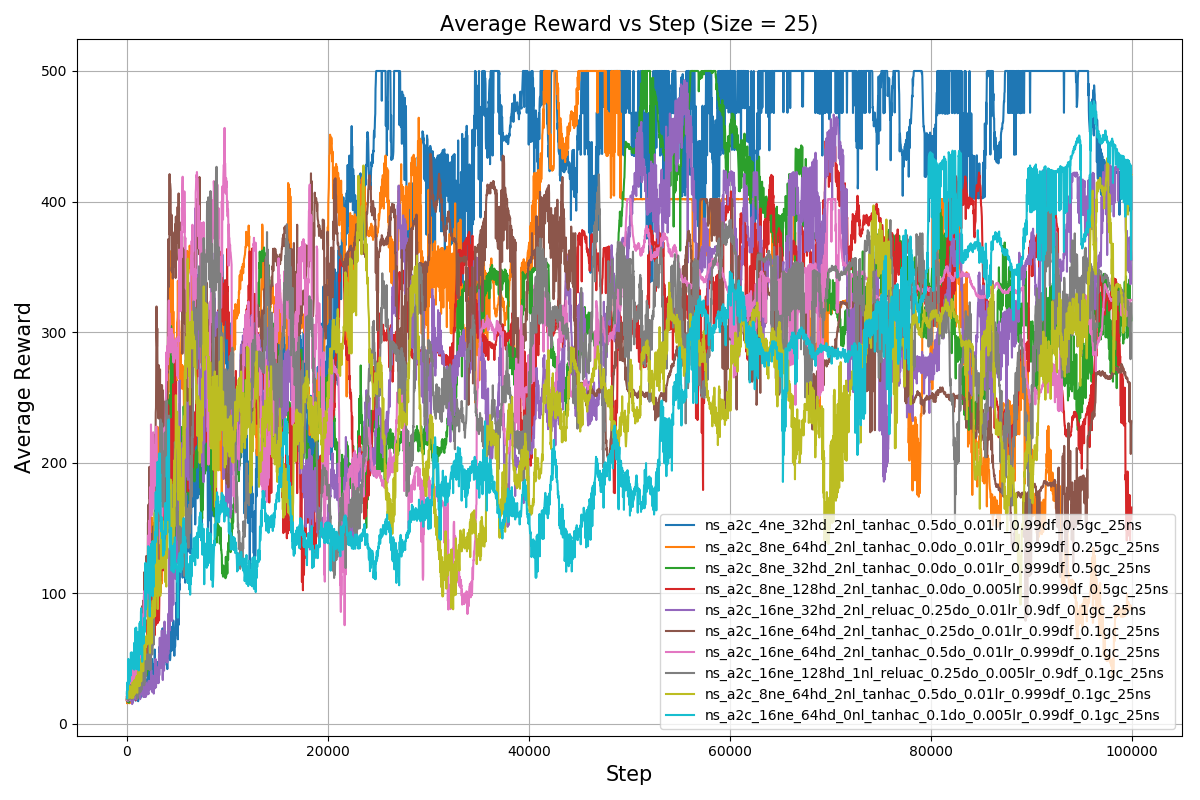 Average Reward vs Step (Size = 25)
500
400
300
200
100
0
Average Reward
0 20000 40000 60000 80000 100000
Step
ns_a2c_4ne_32hd_2nl_tanhac_0.5do_0.01lr_0.99df_0.5gc_25ns
ns_a2c_8ne_64hd_2nl_tanhac_0.0do_0.01lr_0.999df_0.25gc_25ns
ns_a2c_8ne_32hd_2nl_tanhac_0.0do_0.01lr_0.999df_0.5gc_25ns
ns_a2c_8ne_128hd_2nl_tanhac_0.0do_0.005lr_0.999df_0.5gc_25ns
ns_a2c_16ne_32hd_2nl_reluac_0.25do_0.01lr_0.9df_0.1gc_25ns
ns_a2c_16ne_64hd_2nl_tanhac_0.25do_0.01lr_0.99df_0.1gc_25ns
ns_a2c_16ne_64hd_2nl_tanhac_0.5do_0.01lr_0.999df_0.1gc_25ns
ns_a2c_16ne_128hd_1nl_reluac_0.25do_0.005lr_0.9df_0.1gc_25ns
ns_a2c_8ne_64hd_2nl_tanhac_0.5do_0.01lr_0.999df_0.1gc_25ns
ns_a2c_16ne_64hd_0nl_tanhac_0.1do_0.005lr_0.99df_0.1gc_25ns